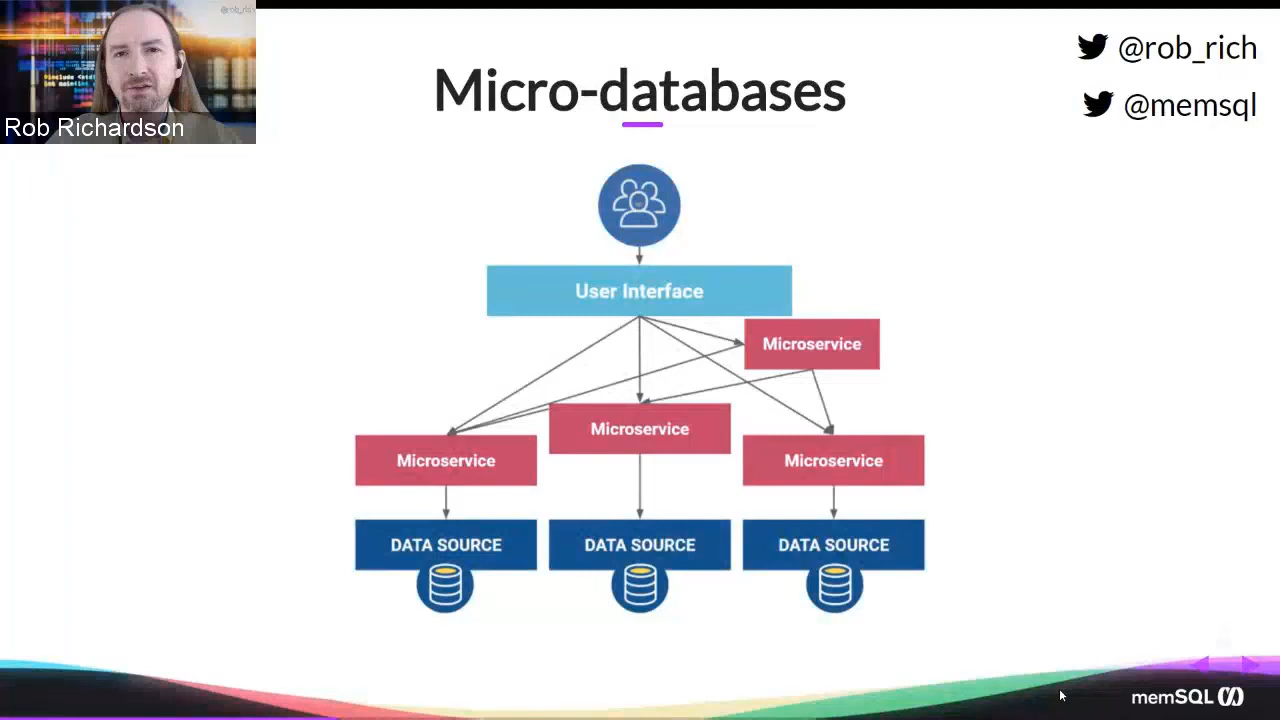 @rob_rich
Rob Richardson
Micro-databases
@rob_rich
@memsql
User Interface
Microservice
Microservice
Microservice
Microservice
DATA SOURCE
DATA SOURCE
DATA SOURCE
memSQL